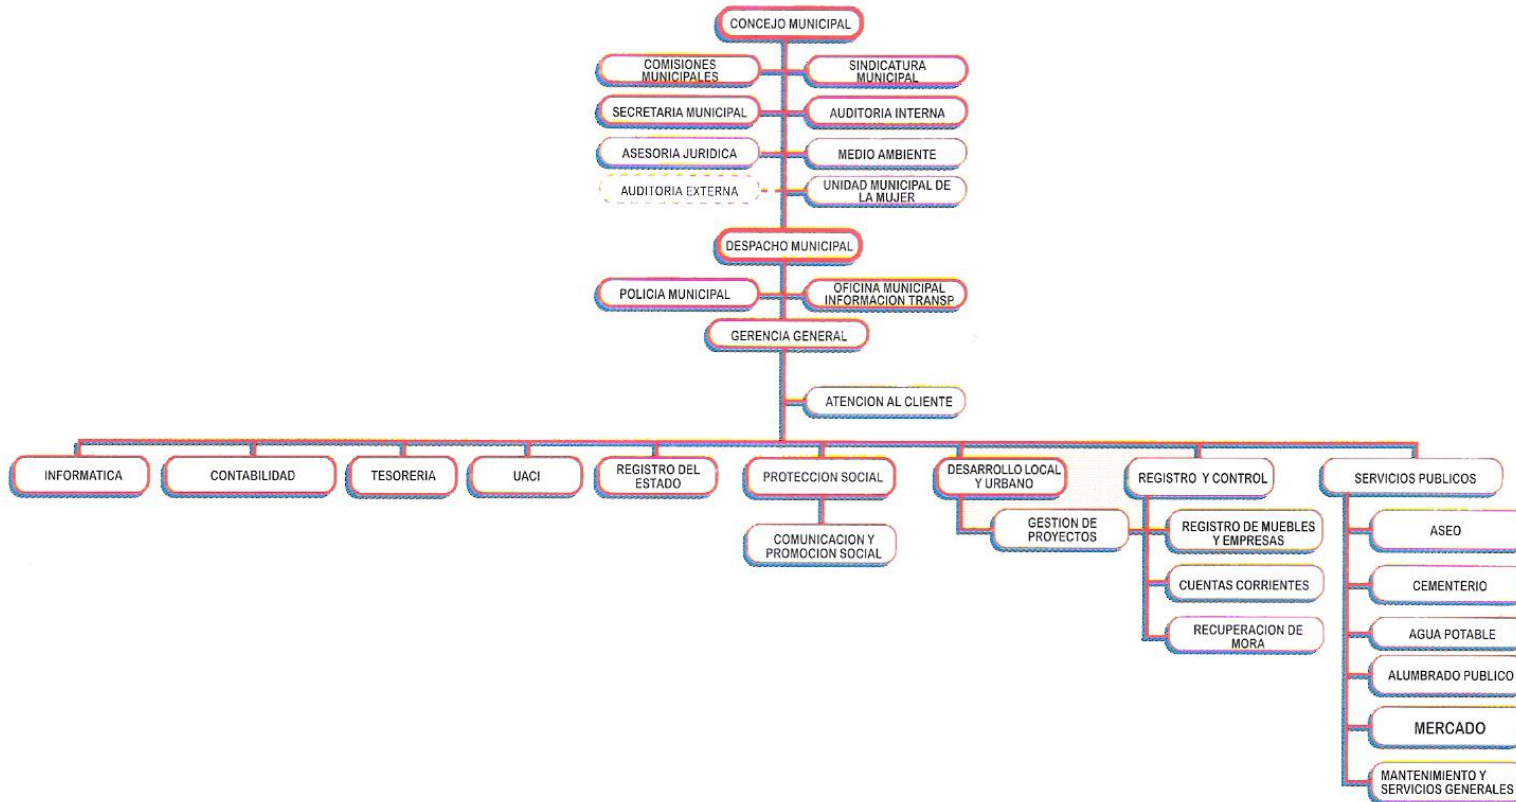 CONCEJO MUNICIPAL
COMISIONES
MUNICIPALES
SINDICATURA
MUNICIPAL
SECRETARIA MUNICIPAL
AUDITORIA INTERNA
ASESORIA JURIDICA
MEDIO AMBIENTE
AUDITORIA EXTERNA
UNIDAD MUNICIPAL DE
LA MUJER
DESPACHO MUNICIPAL
POLICIA MUNICIPAL
OFICINA MUNICIPAL
INFORMACION TRANSP
GERENCIA GENERAL
ATENCION AL CLIENTE
INFORMATICA
CONTABILIDAD
TESORERIA
UACI
REGISTRO DEL
ESTADO
PROTECCION SOCIAL
DESARROLLO LOCAL
Y URBANO
REGISTRO Y CONTROL
SERVICIOS PUBLICOS
COMUNICACION Y
PROMOCION SOCIAL
GESTION DE
PROYECTOS
REGISTRO DE MUEBLES
Y EMPRESAS
CUENTAS CORRIENTES
RECUPERACION DE
MORA
ASEO
CEMENTERIO
AGUA POTABLE
ALUMBRADO PUBLICO
MERCADO
MANTENIMIENTO Y
SERVICIOS GENERALES